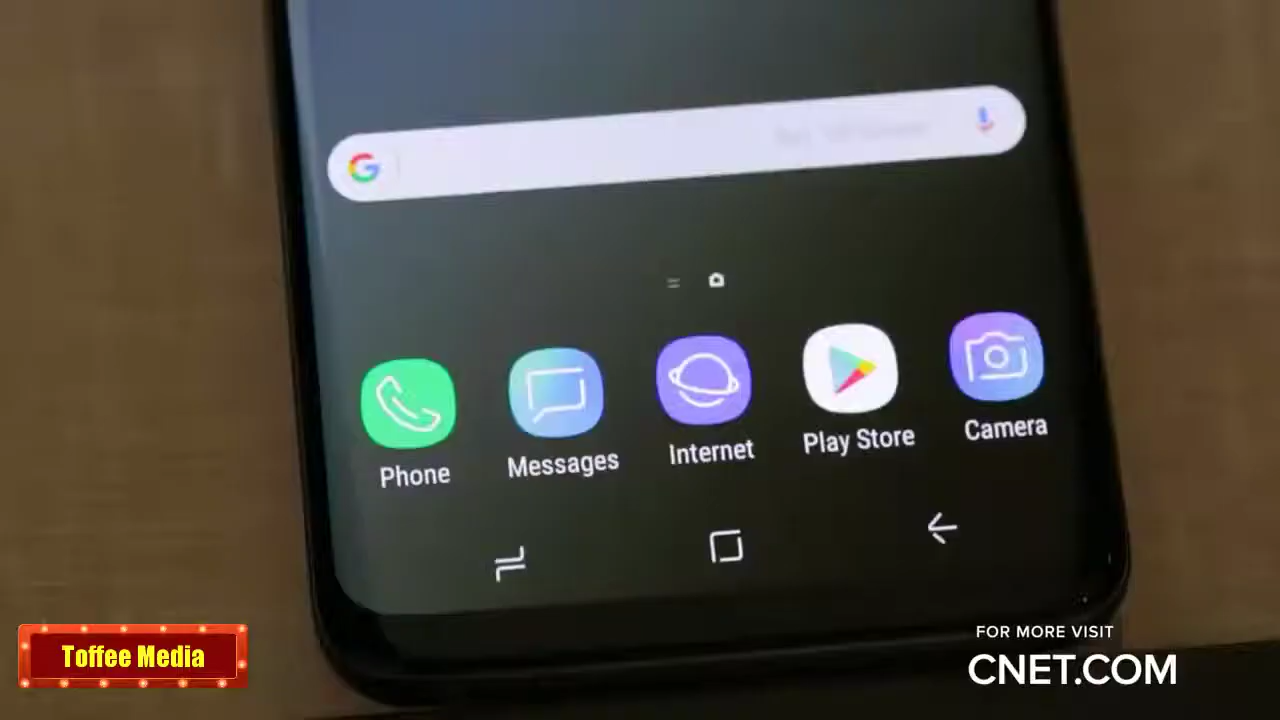 G
Phone
Messages
Internet
Play Store
Camera
Toffee Media
FOR MORE VISIT
CNET.COM